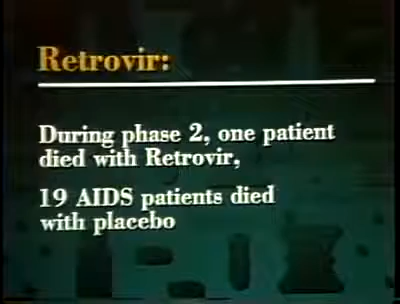 Retrovir:
During phase 2, one patient
died with Retrovir,
19 AIDS patients died
with placebo